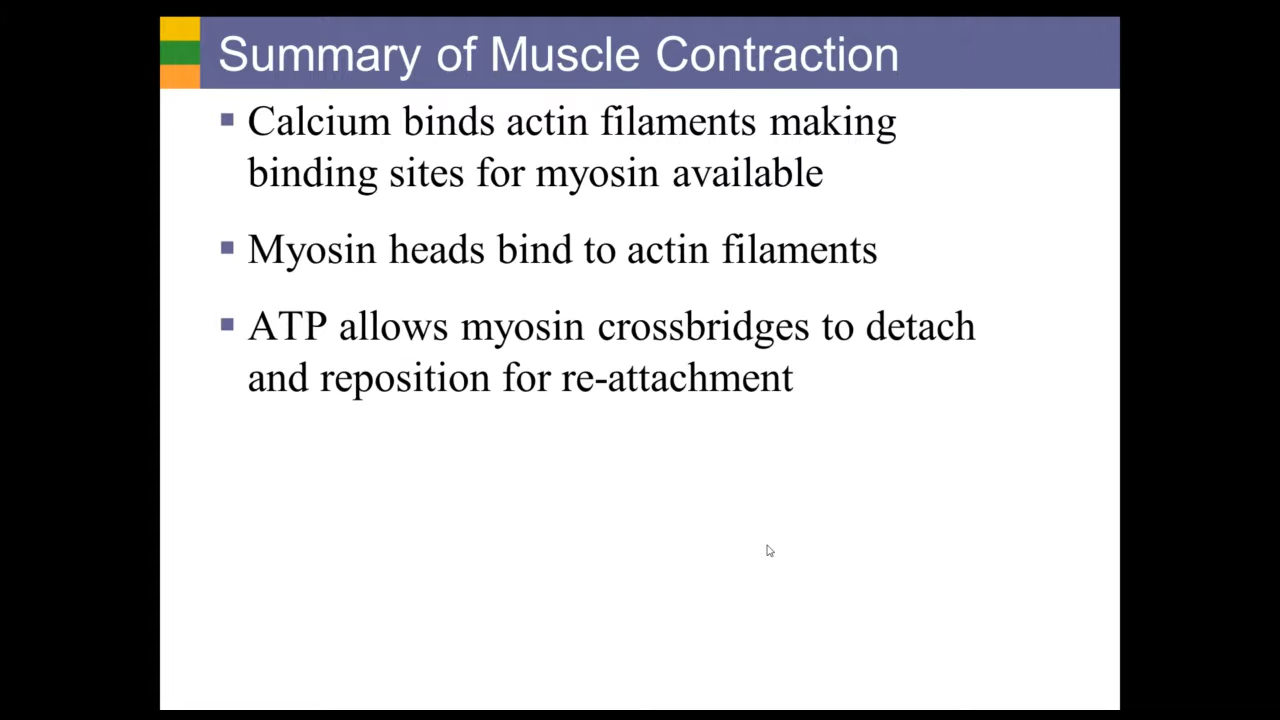 Summary of Muscle Contraction
Calcium binds actin filaments making
binding sites for myosin available
Myosin heads bind to actin filaments
ATP allows myosin crossbridges to detach
and reposition for re-attachment